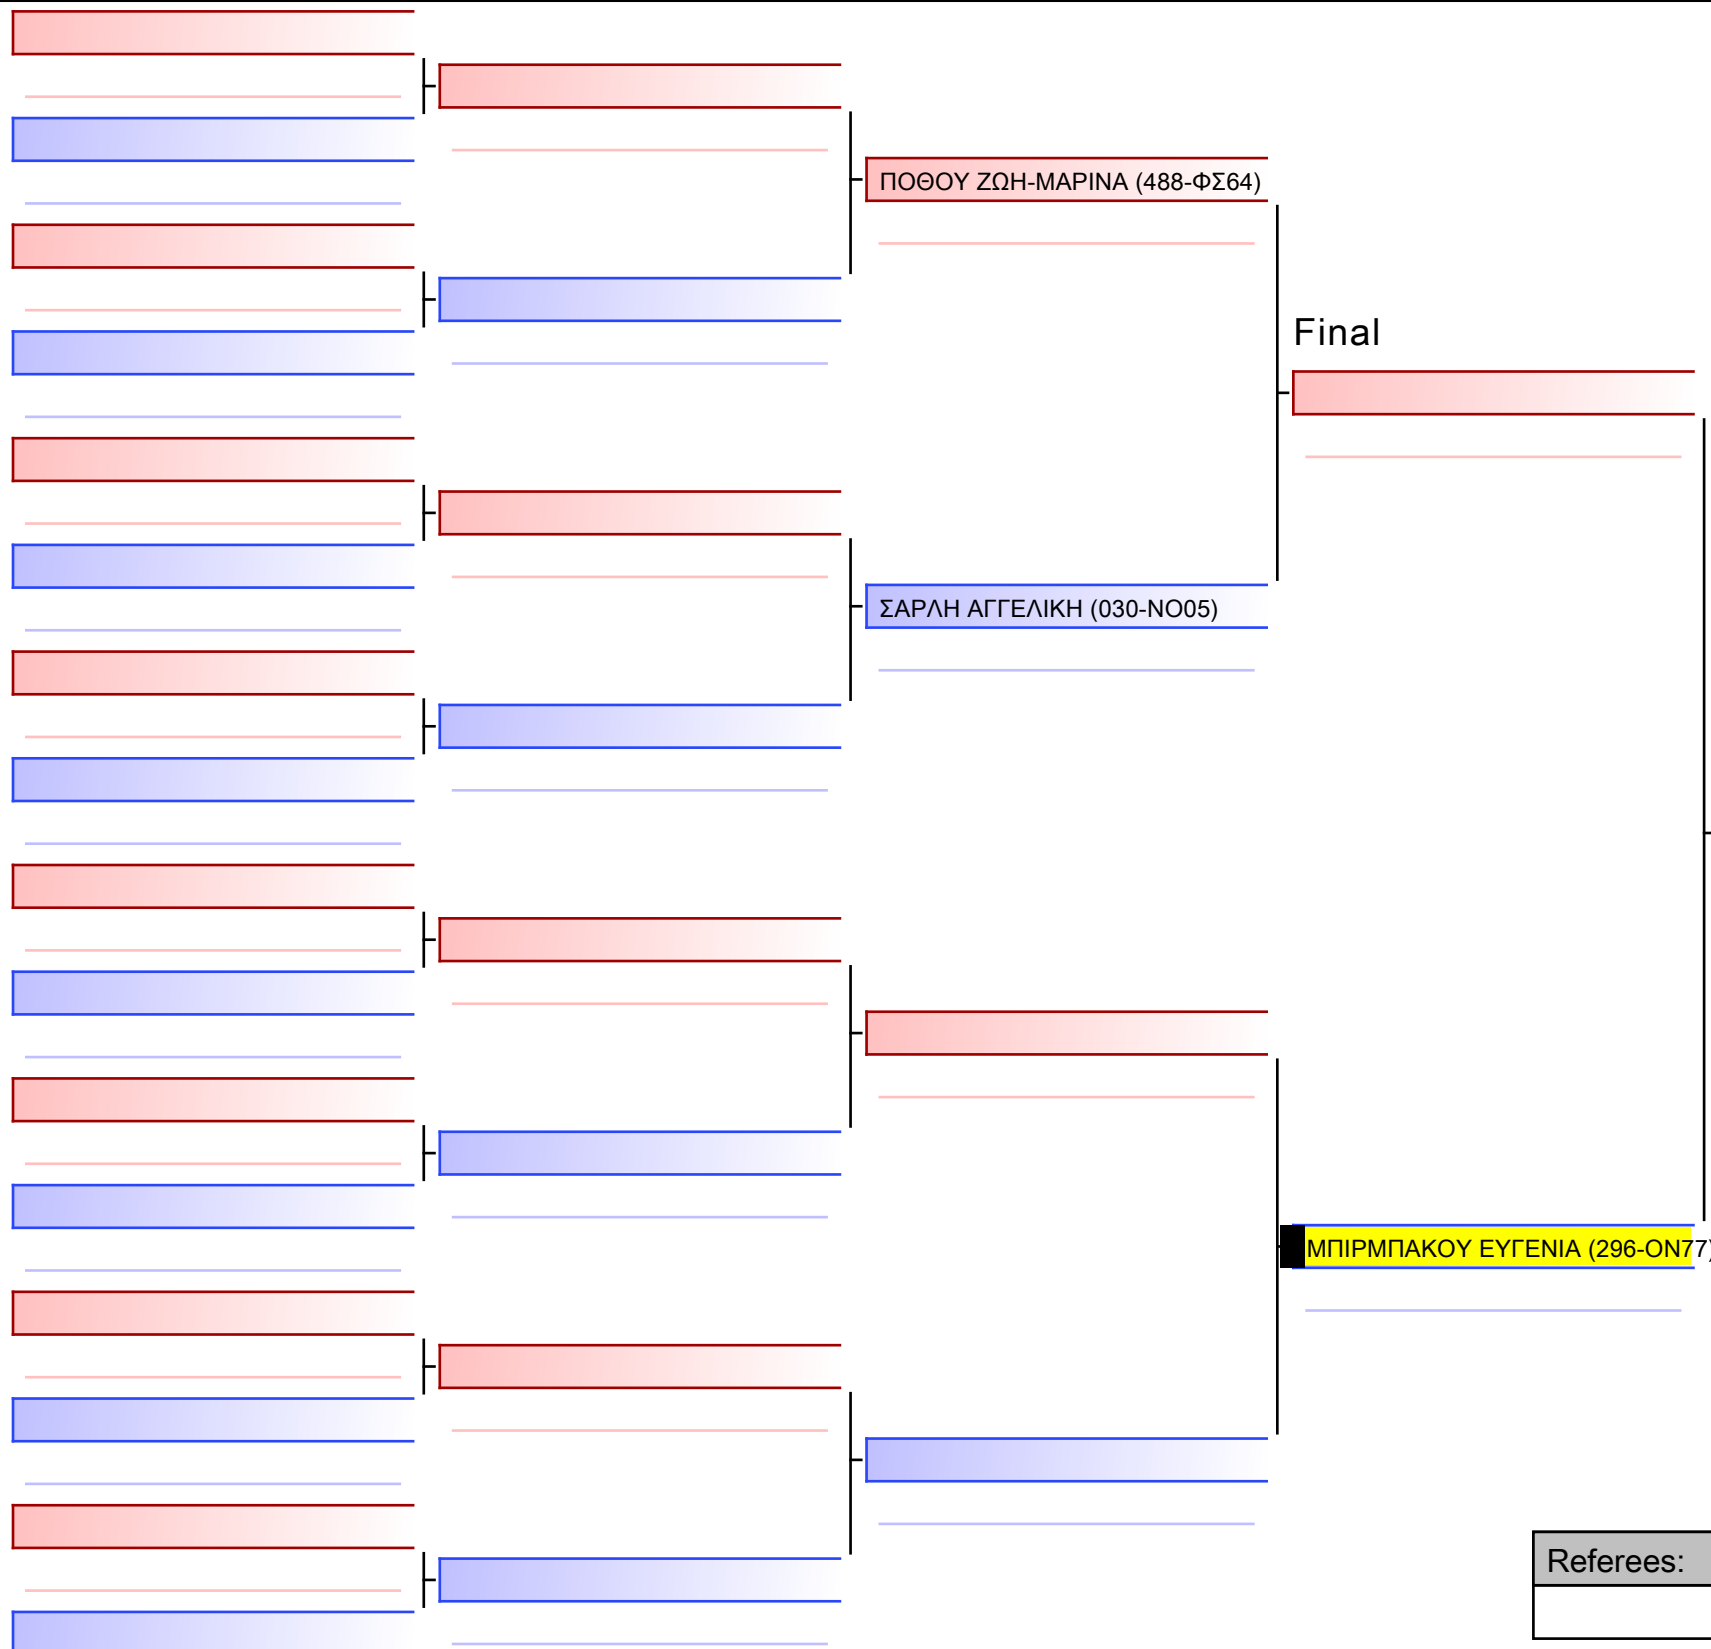 ΠΟΘΟΥ ΖΩΗ-ΜΑΡΙΝΑ (488-ΦΣ64)
Final
ΣΑΡΛΗ ΑΓΓΕΛΙΚΗ (030-ΝΟ05)
ΜΠΙΡΜΠΑΚΟΥ ΕΥΓΕΝΙΑ (296-ΟΝ77)
Referees: